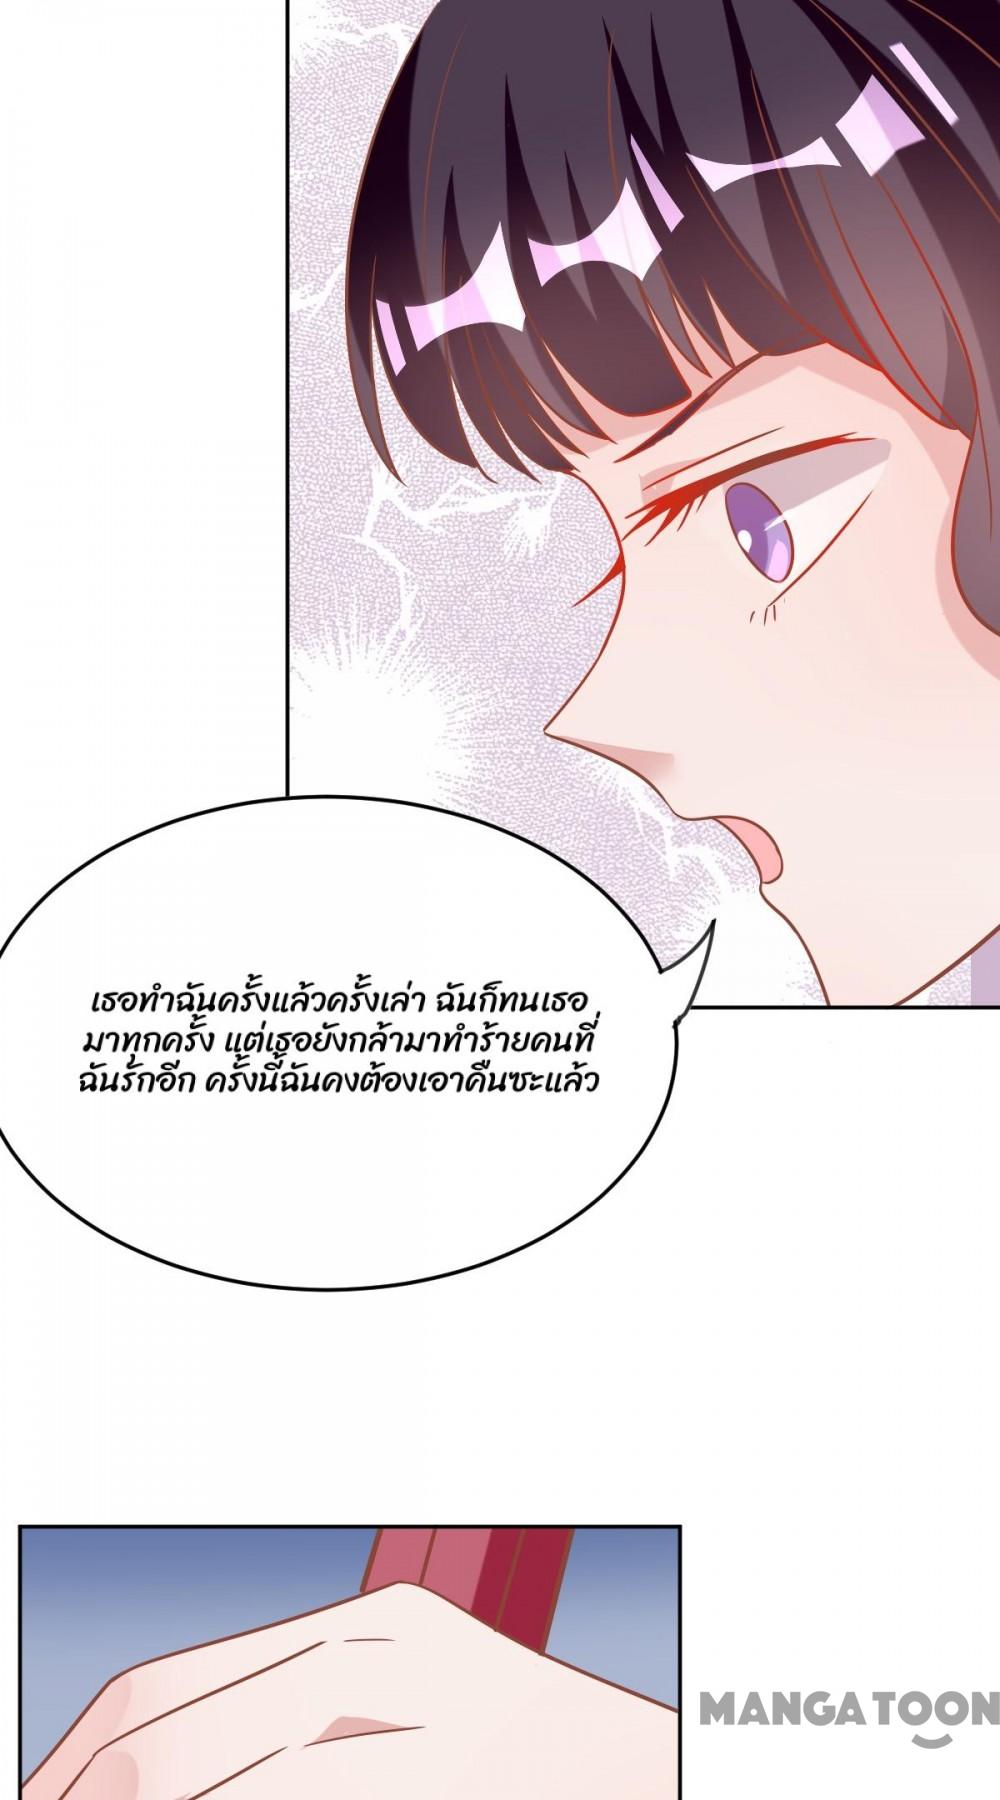 เธอทำฉันครั้งแล้วครั้งเล่า ฉันก็ทนเธอ
มาทุกครั้ง แต่เธอยังกล้ามาทำร้ายคนที่
ฉันรักอีก ครั้งนี้ฉันคงต้องเอาคืนซะแล้ว
MANGATOON